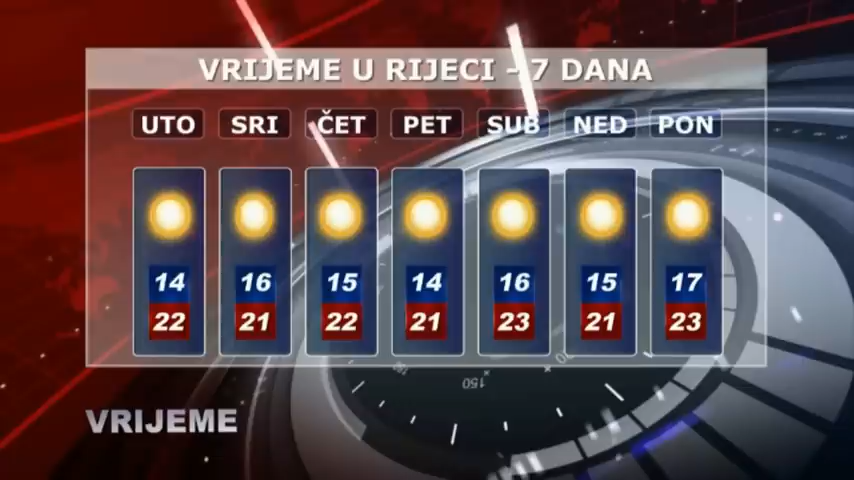 VRIJEME U RIJECI - 7 DANA
UTO SRI ČET PET SUB NED PON
14 16 15 14 16 15 17
22 21 22 21 23 21 23
150
VRIJEME